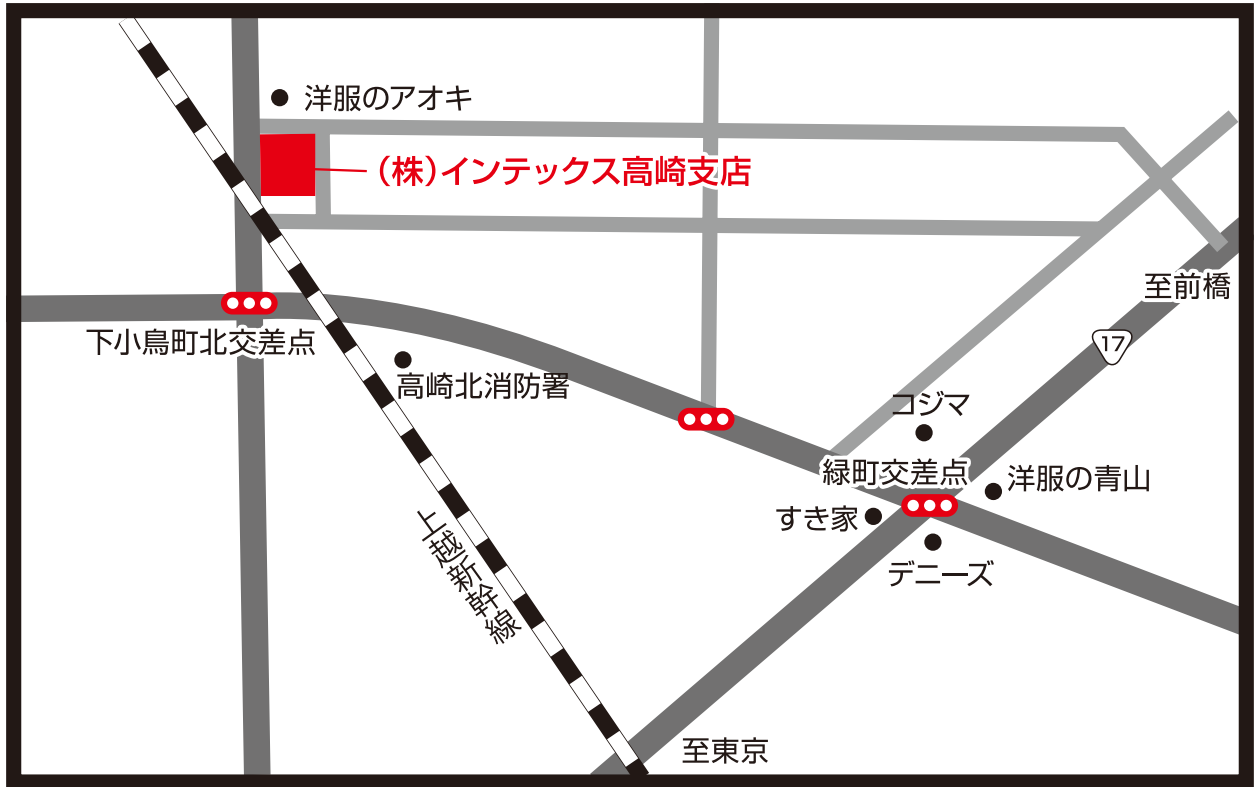 洋服のアオキ
(株)インテックス高崎支店
至前橋
17
下小鳥町北交差点
高崎北消防署
コジマ
緑町交差点
洋服の青山
すき家
デニーズ
上越新幹線
至東京